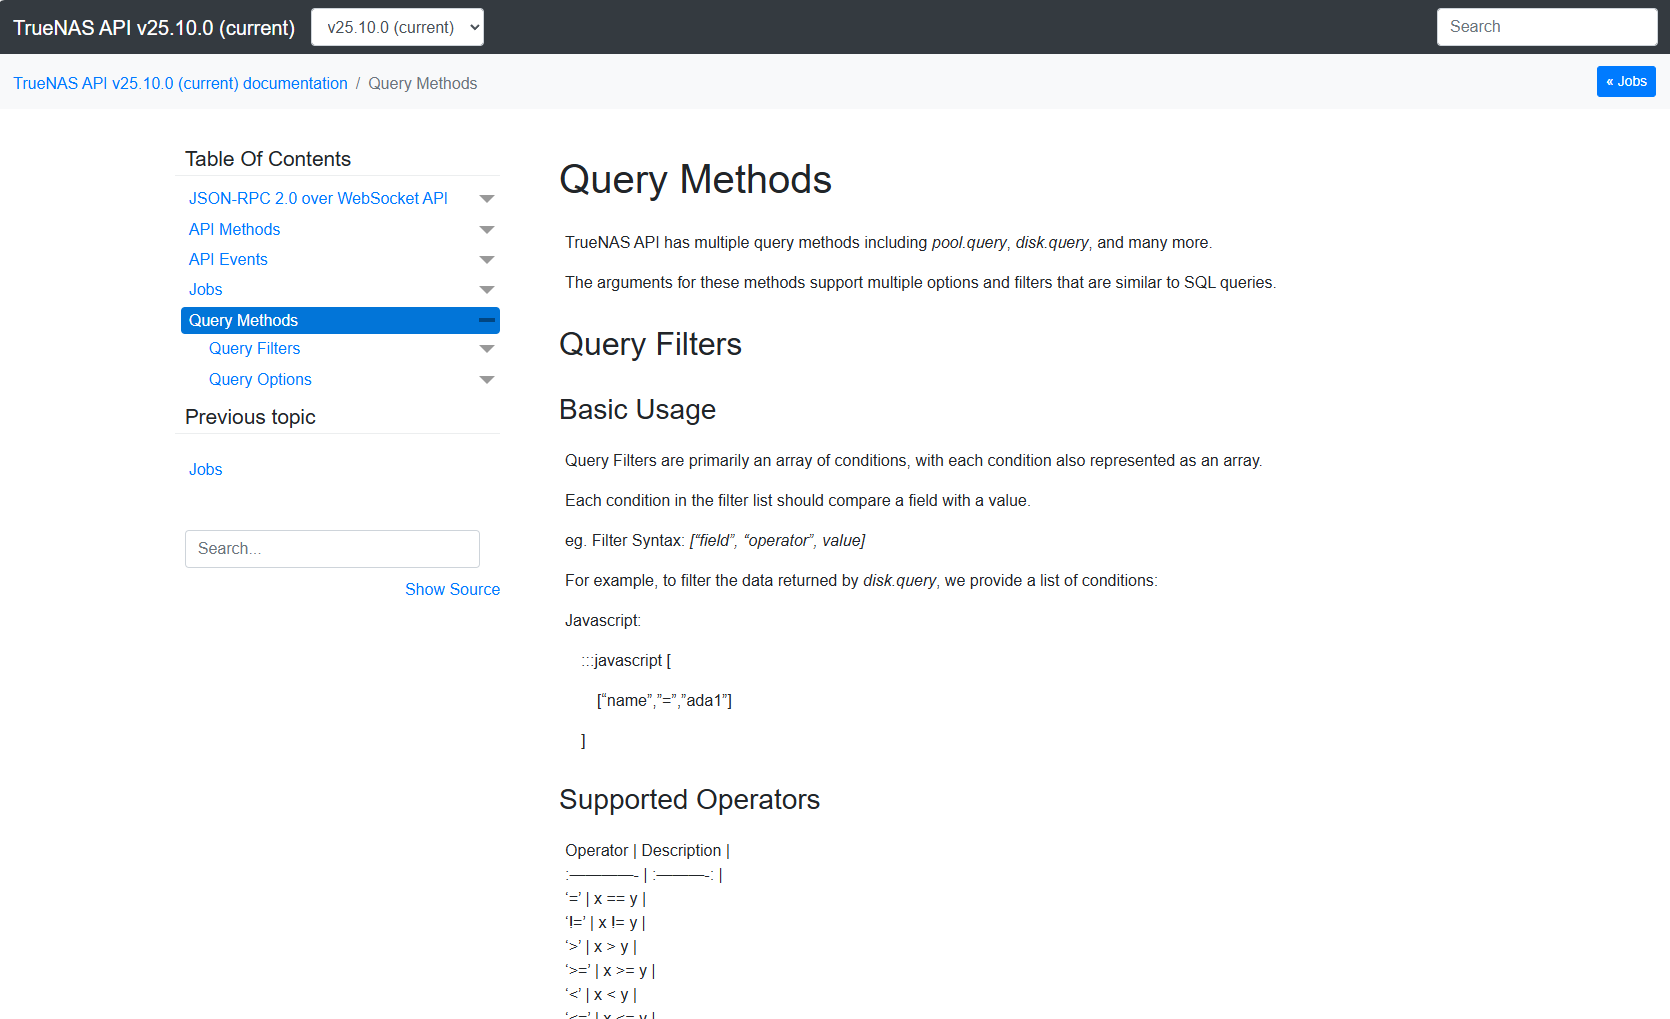 TrueNAS API v25.10.0 (current)
v25.10.0 (current)
Search
TrueNAS API v25.10.0 (current) documentation / Query Methods
« Jobs
Table Of Contents
JSON-RPC 2.0 over WebSocket API
API Methods
API Events
Jobs
Query Methods
Query Filters
Query Options
Previous topic
Jobs
Search...
Show Source
Query Methods
TrueNAS API has multiple query methods including pool.query, disk.query, and many more.
The arguments for these methods support multiple options and filters that are similar to SQL queries.
Query Filters
Basic Usage
Query Filters are primarily an array of conditions, with each condition also represented as an array.
Each condition in the filter list should compare a field with a value.
eg. Filter Syntax: [“field”, “operator”, value]
For example, to filter the data returned by disk.query, we provide a list of conditions:
Javascript:
:::javascript [
[“name”,”=”,”ada1”]
]
Supported Operators
Operator | Description |
:————- | :———-: |
‘=’ | x == y |
‘!=’ | x != y |
‘>’ | x > y |
‘>=’ | x >= y |
‘<’ | x < y |
‘<=’ | x <= y |